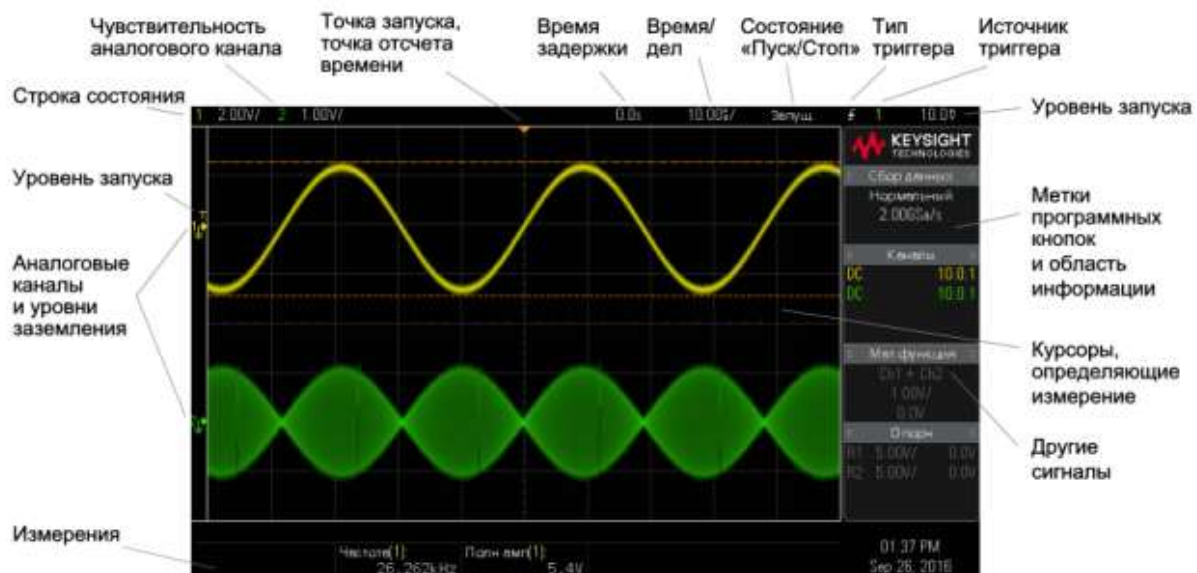 Чувствительность
аналогового канала
Точка запуска,
точка отсчета
времени
Время
задержки
Время/
дел
Состояние
«Пуск/Стоп»
Тип
триггера
Источник
триггера
Строка состояния
1 2.00V/ 2 1.00V/ 0.0s 10.00s/ Запущ. 1 10.0V
Уровень запуска
KEYSIGHT
TECHNOLOGIES
Уровень запуска
Сбор данных
Нормальный
2.00GSa/s
Метки
программных
кнопок
и область
информации
Аналоговые
каналы
и уровни
заземления
Каналы
DC 10.0:1
DC 10.0:1
Курсоры,
определяющие
измерение
Мат функция
Ch1 + Ch2
1.00V/
0.0V
Опорн
R1 5.00V/ 0.0V
R2 5.00V/ 0.0V
Другие
сигналы
Измерения
Частота(1):
26.262kHz
Полн амп(1):
5.4V
01:37 PM
Sep 26, 2016